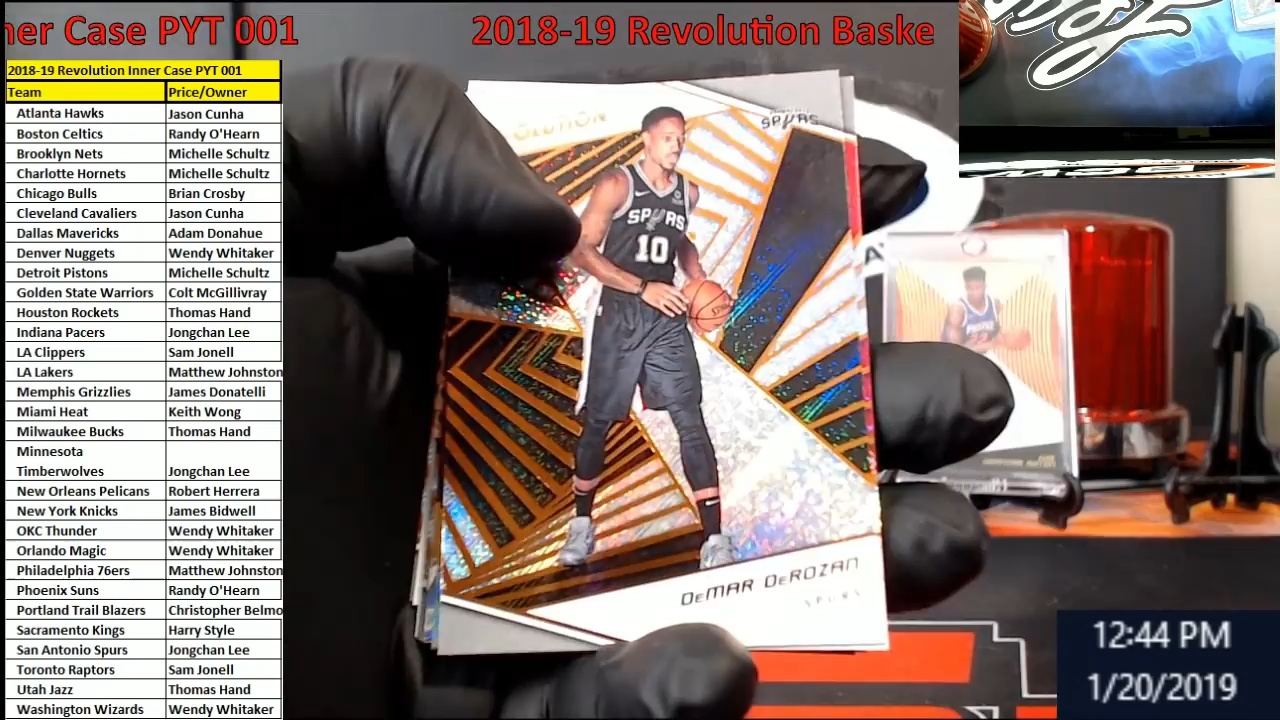 ner Case PYT 001 2018-19 Revolution Baske
2018-19 Revolution Inner Case PYT 001
Team Price/Owner
Atlanta Hawks Jason Cunha
Boston Celtics Randy O'Hearn
Brooklyn Nets Michelle Schultz
Charlotte Hornets Michelle Schultz
Chicago Bulls Brian Crosby
Cleveland Cavaliers Jason Cunha
Dallas Mavericks Adam Donahue
Denver Nuggets Wendy Whitaker
Detroit Pistons Michelle Schultz
Golden State Warriors Colt McGillivray
Houston Rockets Thomas Hand
Indiana Pacers Jongchan Lee
LA Clippers Sam Jonell
LA Lakers Matthew Johnston
Memphis Grizzlies James Donatelli
Miami Heat Keith Wong
Milwaukee Bucks Thomas Hand
Minnesota
Timberwolves Jongchan Lee
New Orleans Pelicans Robert Herrera
New York Knicks James Bidwell
OKC Thunder Wendy Whitaker
Orlando Magic Wendy Whitaker
Philadelphia 76ers Matthew Johnston
Phoenix Suns Randy O'Hearn
Portland Trail Blazers Christopher Belmo
Sacramento Kings Harry Style
San Antonio Spurs Jongchan Lee
Toronto Raptors Sam Jonell
Utah Jazz Thomas Hand
Washington Wizards Wendy Whitaker
SPURS
SPURS
10
DeMAR DeROZAN
SPURS
12:44 PM
1/20/2019